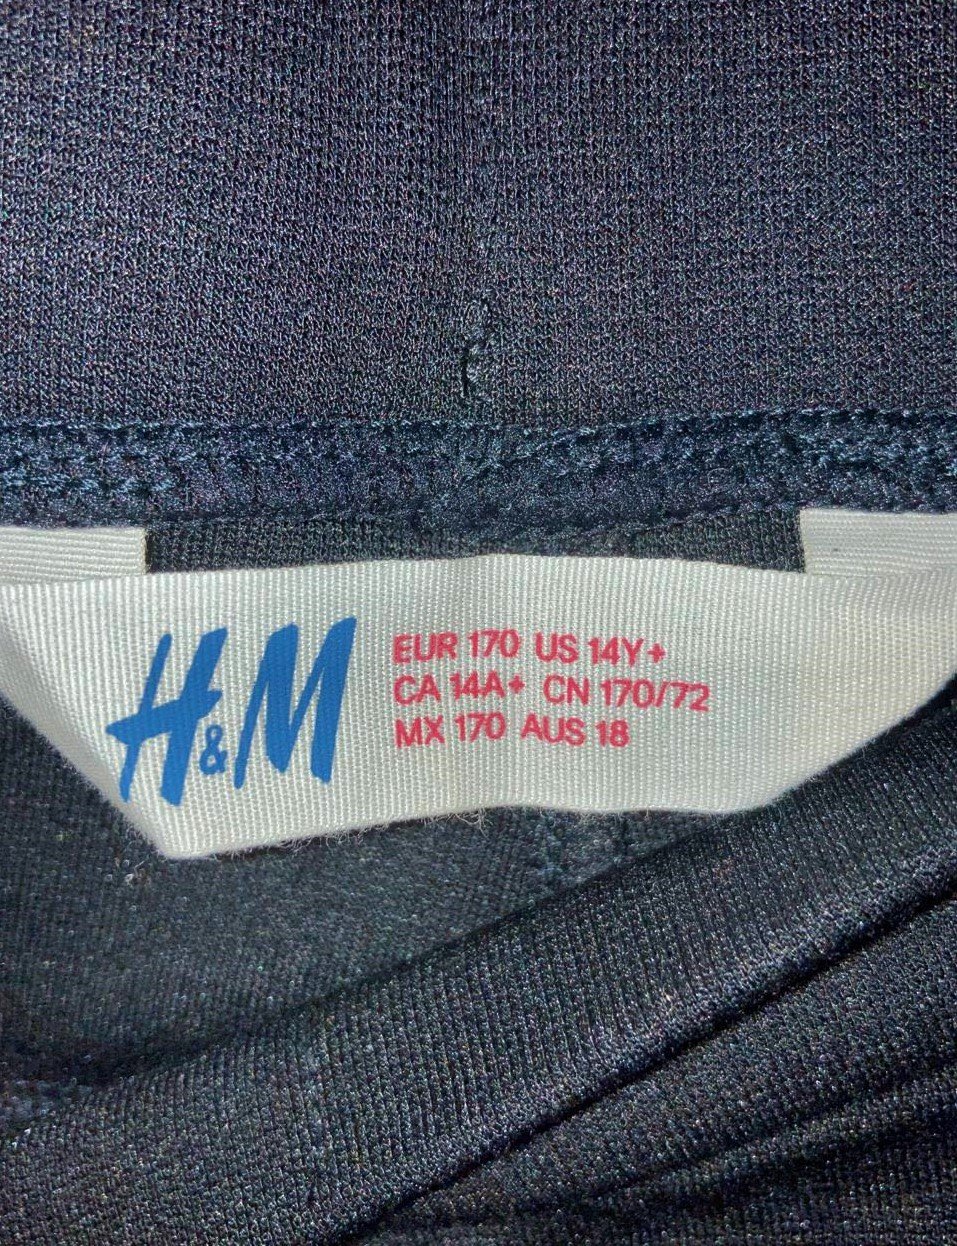 H&M
EUR 170 US 14Y+
CA 14A+ CN 170/72
MX 170 AUS 18